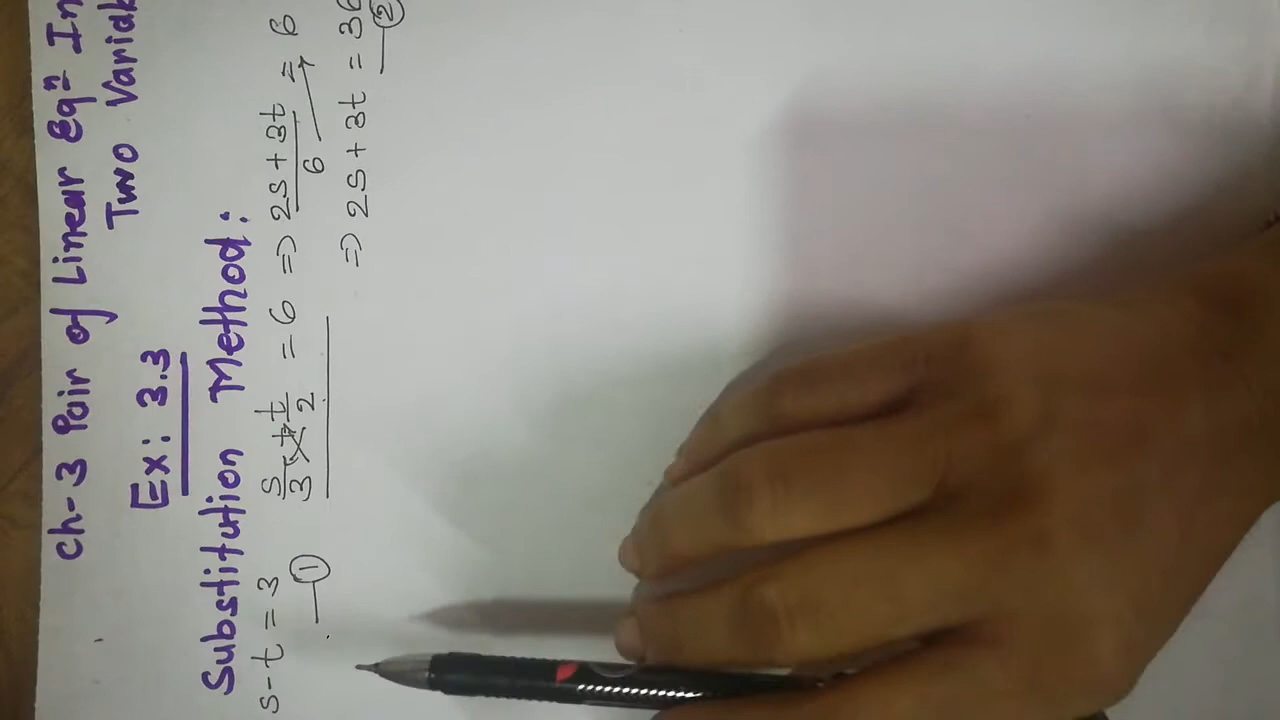 Ch-3 Pair of Linear Eqn In
Two Variab
Ex: 3.3
Substitution Method:
s-t=3 s/3 + t/2 = 6 => 2s+3t/6 = 6
① => 2s+3t=36
②